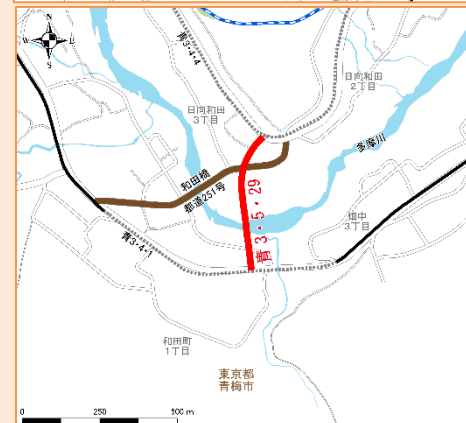 N
W E
S
青3・4・4
日向和田
2丁目
日向和田
3丁目
多摩川
和田橋
都道251号
青3・5・29
畑中
3丁目
青3・4・1
和田町
1丁目
東京都
青梅市
0 250 500 m